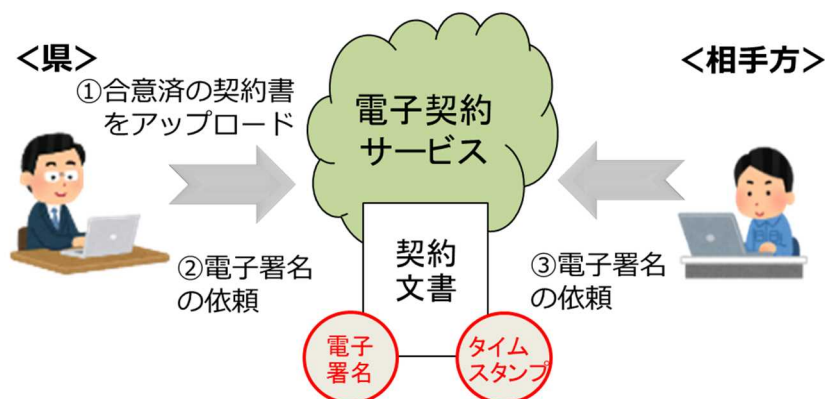 ＜県＞
①合意済の契約書
をアップロード
電子契約
サービス
＜相手方＞
②電子署名
の依頼
契約
文書
③電子署名
の依頼
電子
署名
タイム
スタンプ